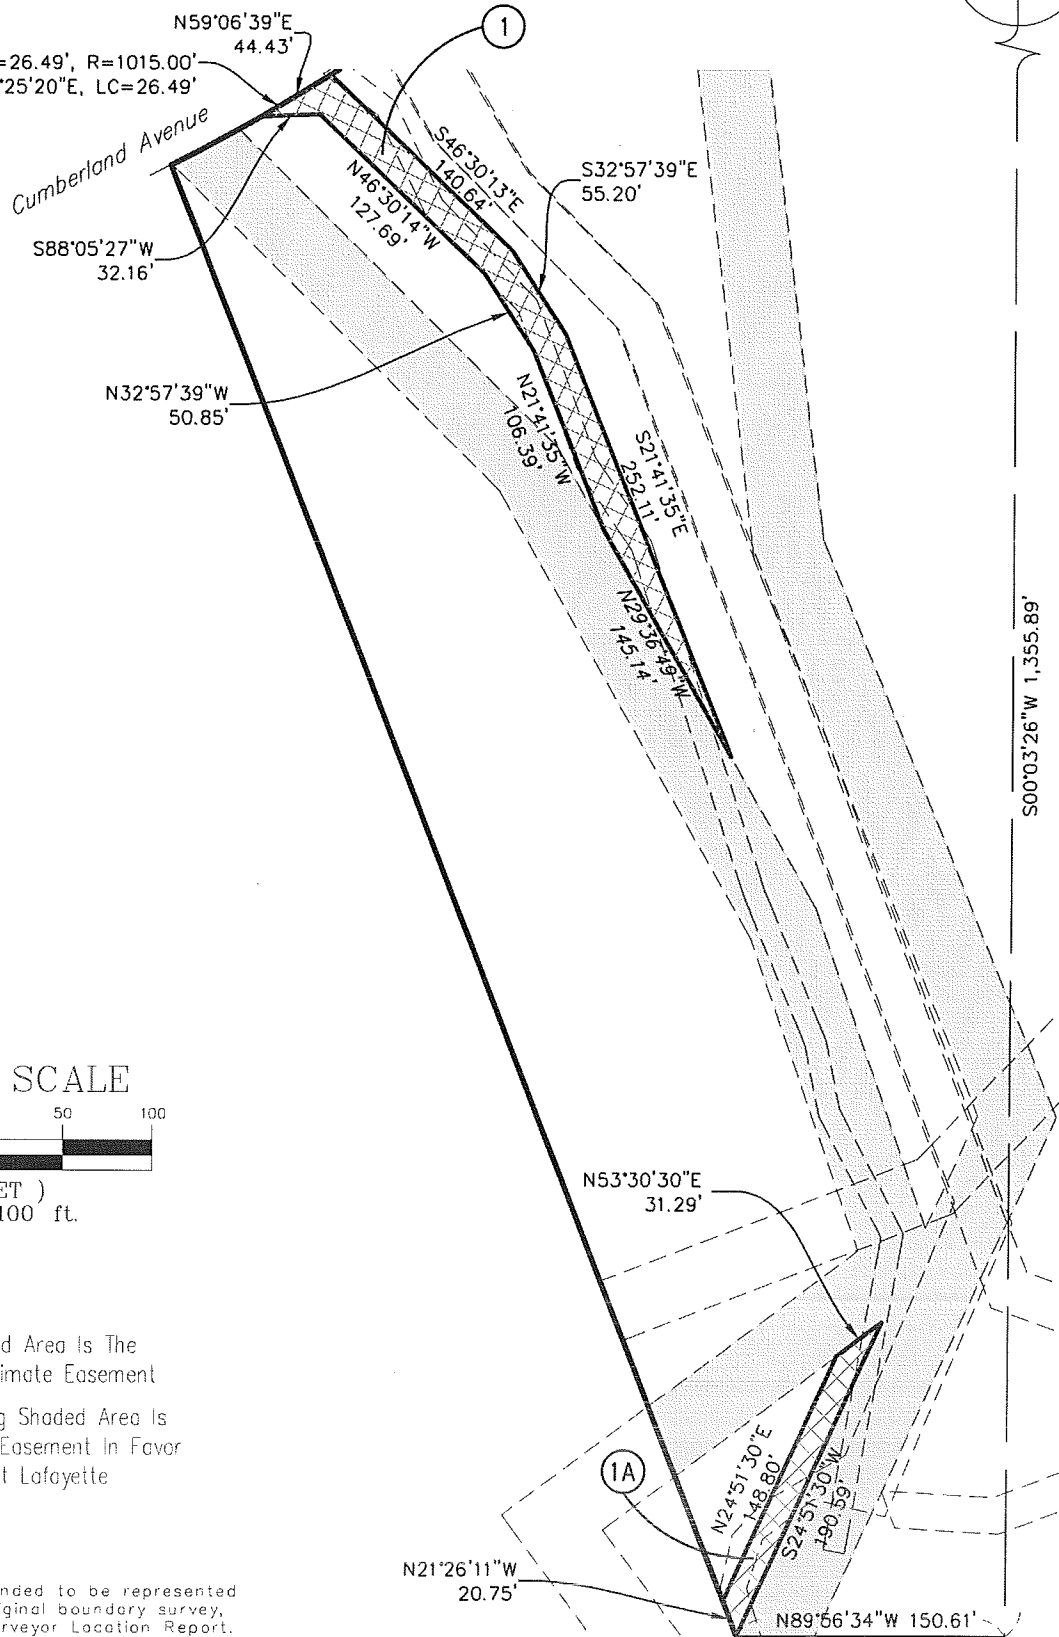 N59°06'39"E
44.43'
1
=26.49', R=1015.00'
°25'20"E, LC=26.49'
Cumberland Avenue
S46°30'13"E
140.64'
S32°57'39"E
55.20'
N46°30'14"W
127.69'
S88°05'27"W
32.16'
N32°57'39"W
50.85'
N21°41'35"W
106.39'
S21°41'35"E
252.11'
N29°36'49"W
145.14'
S00°03'26"W 1,355.89'
SCALE
50 100
ET )
100 ft.
N53°30'30"E
31.29'
d Area Is The
imate Easement
g Shaded Area Is
Easement In Favor
t Lafayette
1A
N24°51'30"E
148.80'
S24°51'30"W
190.59'
N21°26'11"W
20.75'
nded to be represented
iginal boundary survey,
rveyor Location Report.
N89°56'34"W 150.61'